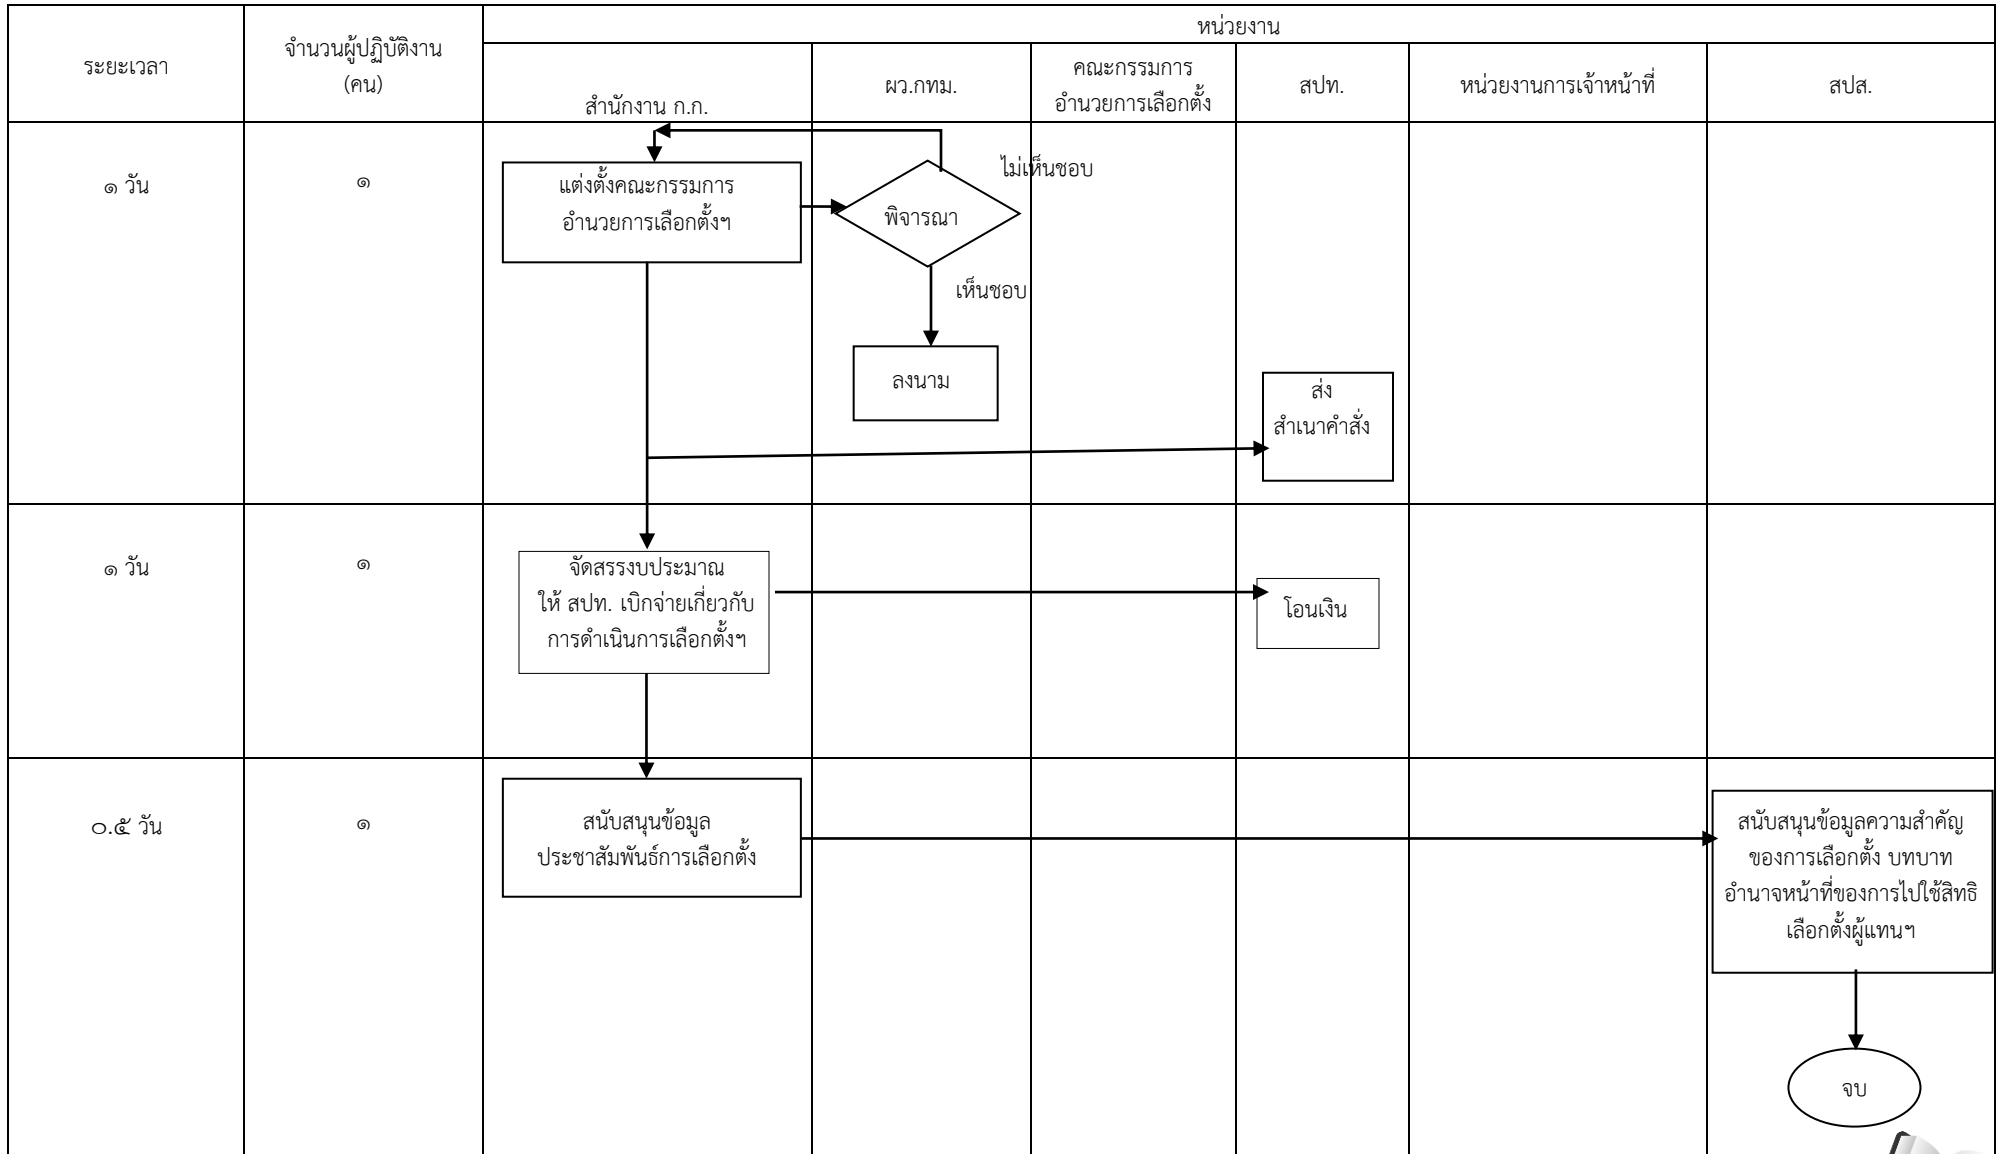 หน่วยงาน
ระยะเวลา
จำนวนผู้ปฏิบัติงาน
(คน)
สำนักงาน ก.ก.
ผว.กทม.
คณะกรรมการ
อำนวยการเลือกตั้ง
สปท.
หน่วยงานการเจ้าหน้าที่
สปส.
๑ วัน
๑
แต่งตั้งคณะกรรมการ
อำนวยการเลือกตั้งฯ
พิจารณา
ไม่เห็นชอบ
เห็นชอบ
ลงนาม
ส่ง
สำเนาคำสั่ง
๑ วัน
๑
จัดสรรงบประมาณ
ให้ สปท. เบิกจ่ายเกี่ยวกับ
การดำเนินการเลือกตั้งฯ
โอนเงิน
๐.๕ วัน
๑
สนับสนุนข้อมูล
ประชาสัมพันธ์การเลือกตั้ง
สนับสนุนข้อมูลความสำคัญ
ของการเลือกตั้ง บทบาท
อำนาจหน้าที่ของการไปใช้สิทธิ
เลือกตั้งผู้แทนฯ
จบ